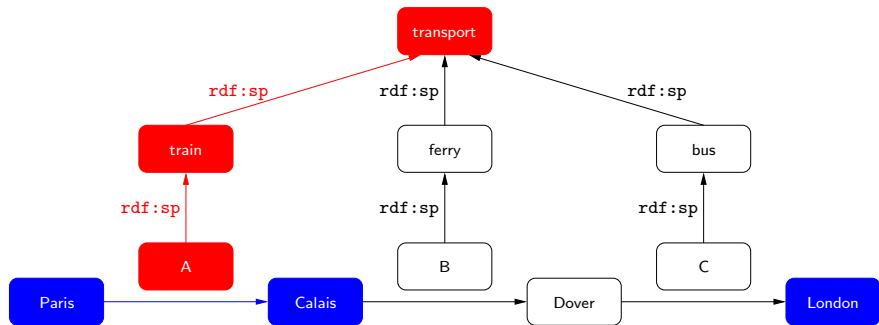 transport
rdf:sp rdf:sp rdf:sp
train ferry bus
rdf:sp rdf:sp rdf:sp
A B C
Paris Calais Dover London